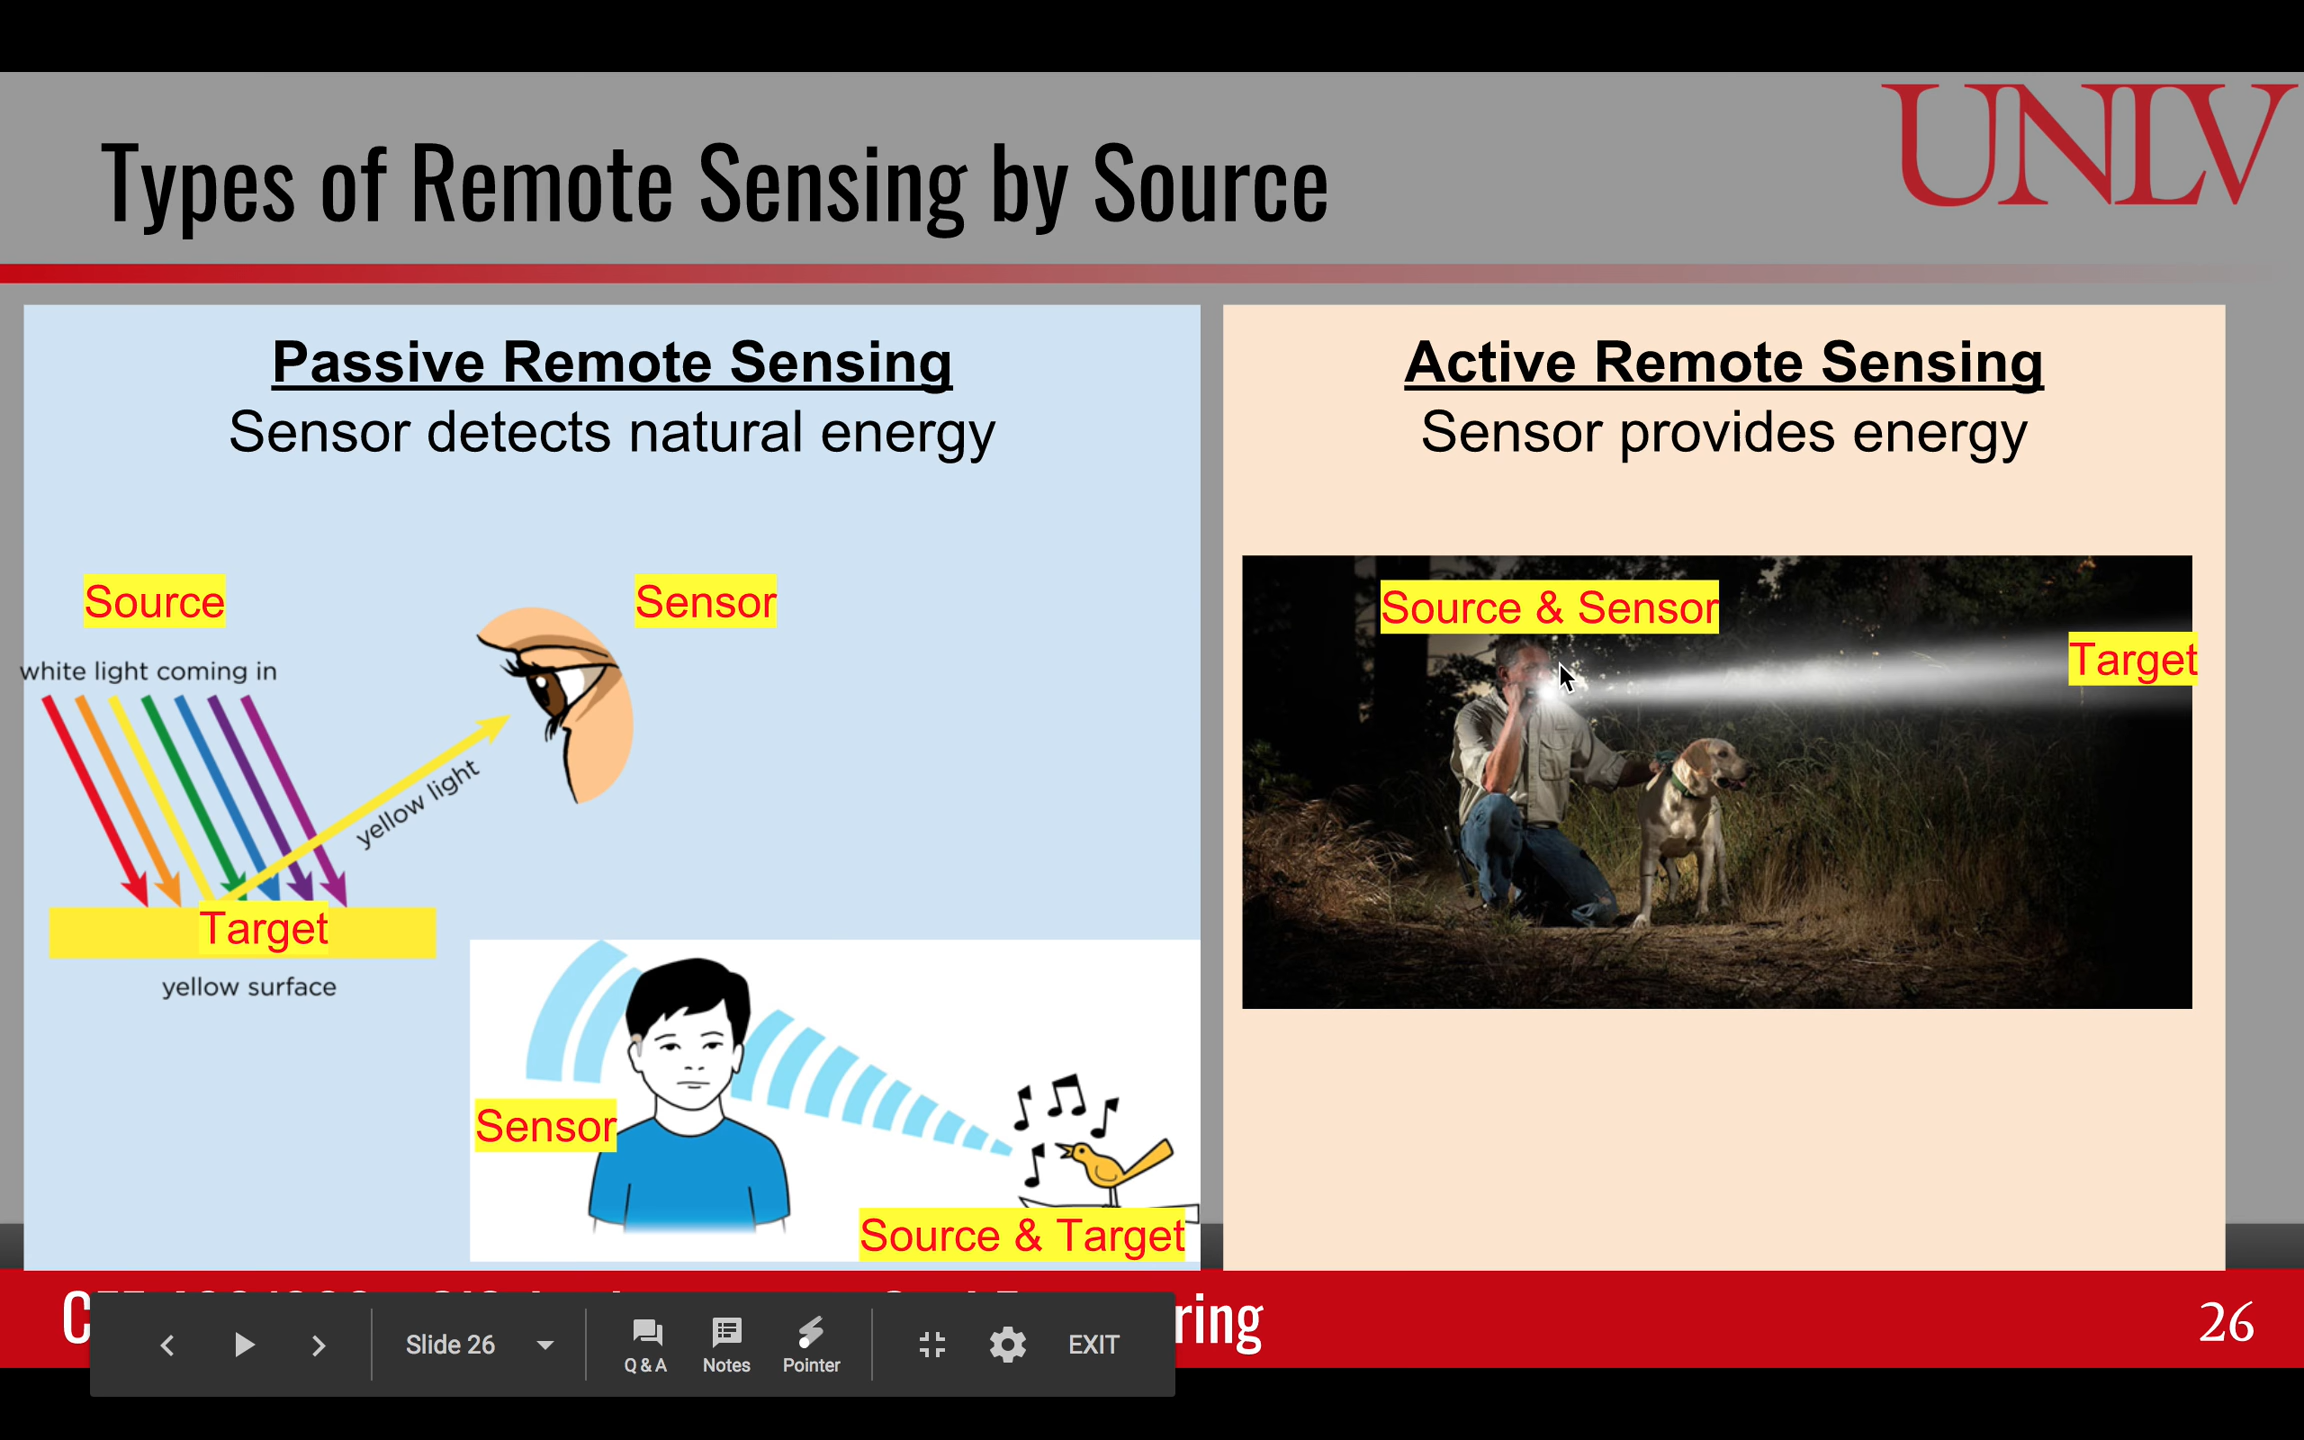 UNLV
Types of Remote Sensing by Source
Passive Remote Sensing
Sensor detects natural energy
Source
Sensor
white light coming in
yellow light
Target
yellow surface
Sensor
Source & Target
Active Remote Sensing
Sensor provides energy
Source & Sensor
Target
26
Slide 26
Q & A
Notes
Pointer
EXIT